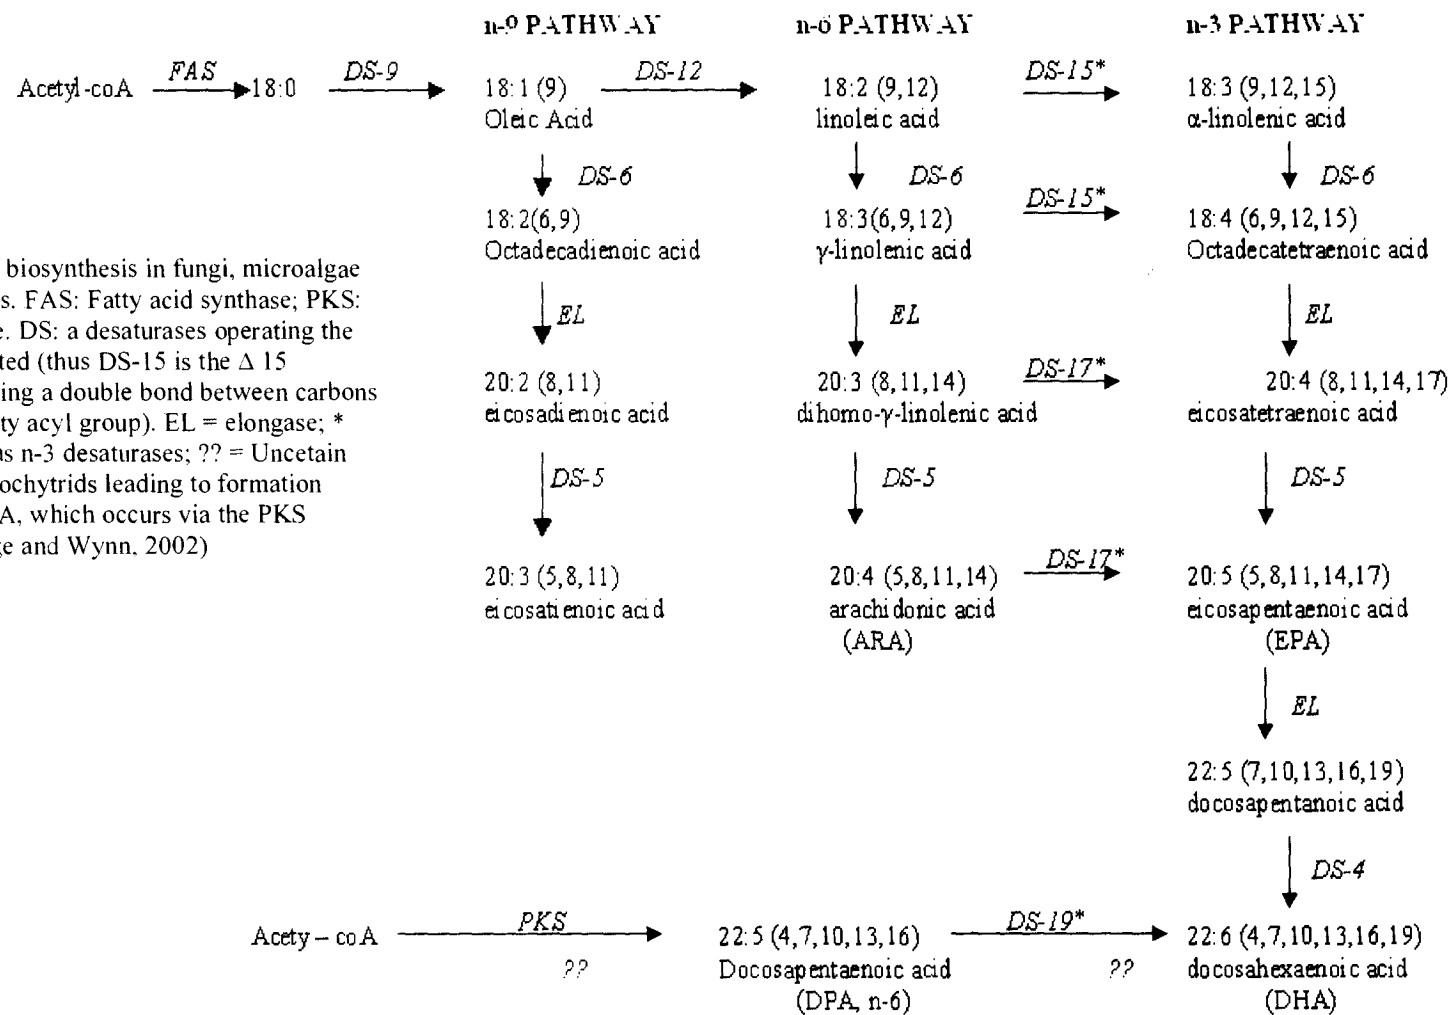 n-9 PATHWAY
n-6 PATHWAY
n-3 PATHWAY
Acetyl-coA
FAS
18:0
DS-9
18:1 (9)
Oleic Acid
DS-12
18:2 (9,12)
linoleic acid
DS-15*
18:3 (9,12,15)
α-linolenic acid
DS-6
DS-6
DS-6
18:2(6,9)
Octadecadienoic acid
18:3(6,9,12)
γ-linolenic acid
DS-15*
18:4 (6,9,12,15)
Octadecatetraenoic acid
biosynthesis in fungi, microalgae
s. FAS: Fatty acid synthase; PKS:
e. DS: a desaturases operating the
ted (thus DS-15 is the Δ 15
ing a double bond between carbons
ty acyl group). EL = elongase; *
as n-3 desaturases; ?? = Uncetain
ochytrids leading to formation
A, which occurs via the PKS
ge and Wynn, 2002)
EL
EL
EL
20:2 (8,11)
eicosadienoic acid
20:3 (8,11,14)
dihomo-γ-linolenic acid
DS-17*
20:4 (8,11,14,17)
eicosatetraenoic acid
DS-5
DS-5
DS-5
20:3 (5,8,11)
eicosatienoic acid
20:4 (5,8,11,14)
arachidonic acid
(ARA)
DS-17*
20:5 (5,8,11,14,17)
eicosapentaenoic acid
(EPA)
EL
22:5 (7,10,13,16,19)
docosapentanoic acid
DS-4
Acety – coA
PKS
??
22:5 (4,7,10,13,16)
Docosapentaenoic acid
(DPA, n-6)
DS-19*
??
22:6 (4,7,10,13,16,19)
docosahexaenoic acid
(DHA)